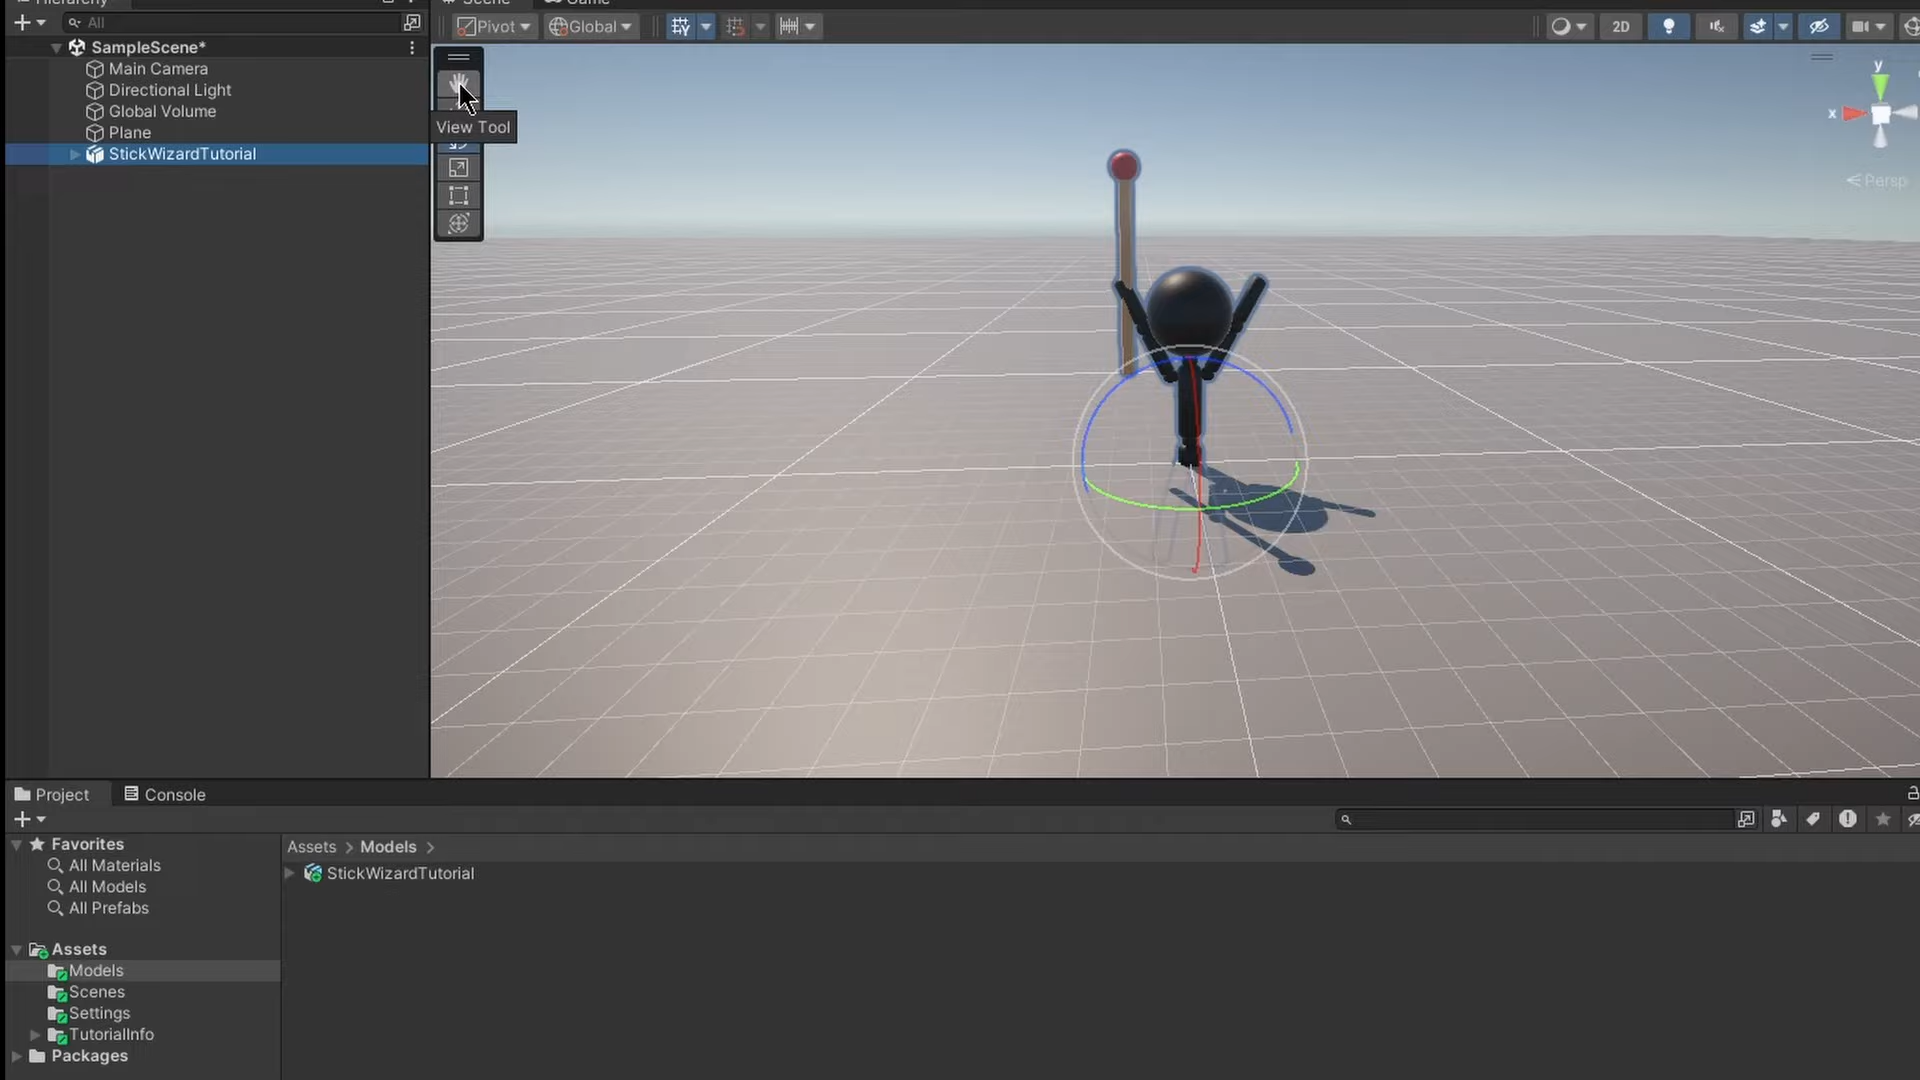 Hierarchy
Scene
Game
All
Pivot
Global
2D
SampleScene*
Main Camera
Directional Light
Global Volume
Plane
StickWizardTutorial
View Tool
y
x
Persp
Project
Console
Favorites
All Materials
All Models
All Prefabs
Assets
Models
Scenes
Settings
TutorialInfo
Packages
Assets > Models >
StickWizardTutorial